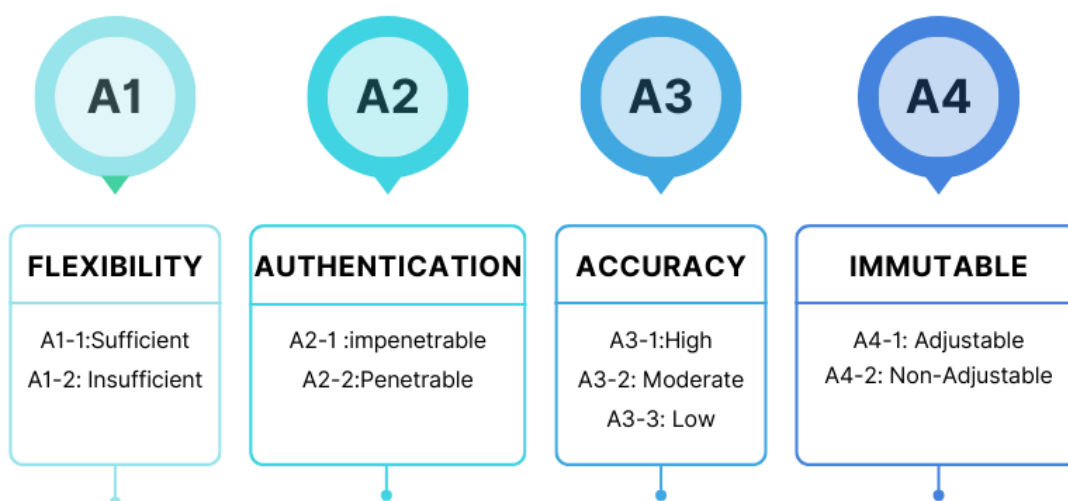 A1
A2
A3
A4
FLEXIBILITY
A1-1:Sufficient
A1-2: Insufficient
AUTHENTICATION
A2-1 :impenetrable
A2-2:Penetrable
ACCURACY
A3-1:High
A3-2: Moderate
A3-3: Low
IMMUTABLE
A4-1: Adjustable
A4-2: Non-Adjustable